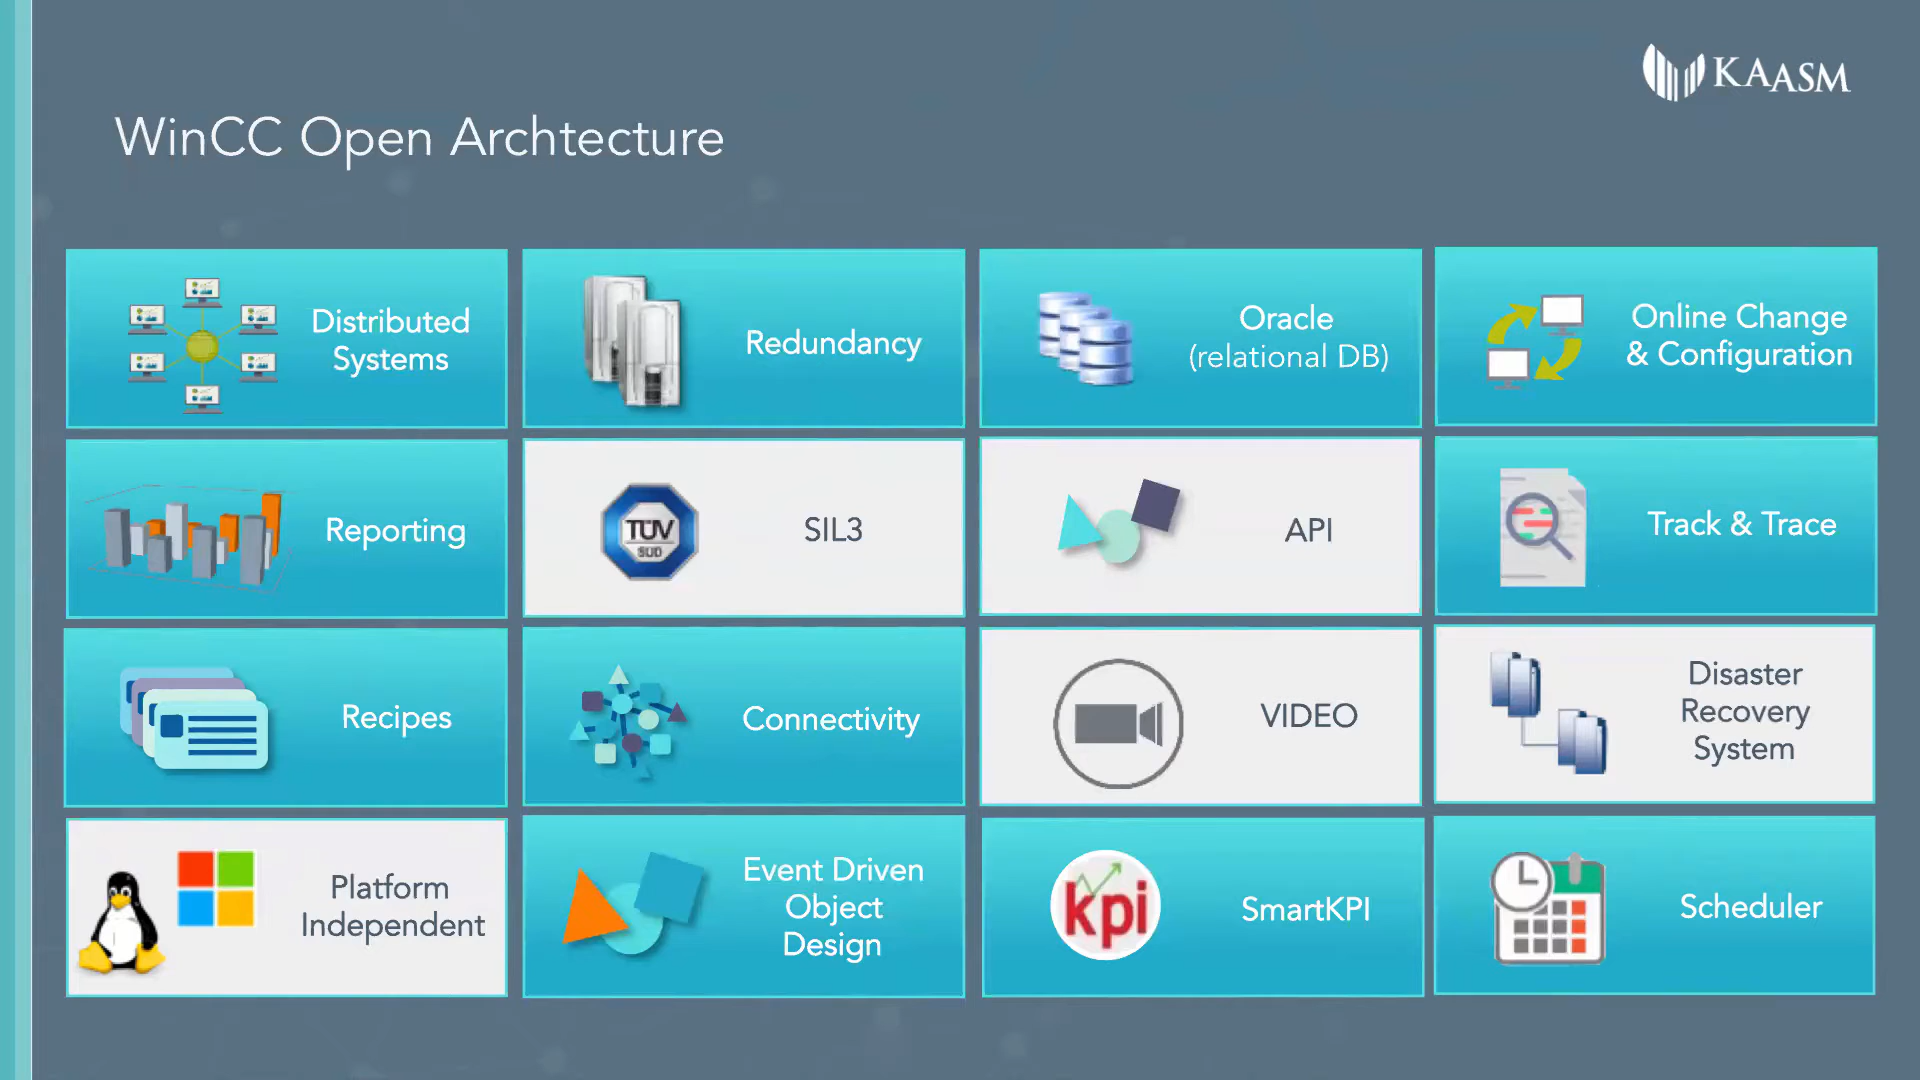 KAASM
WinCC Open Archtecture
Distributed
Systems
Redundancy
Oracle
(relational DB)
Online Change
& Configuration
Reporting
TÜV
SUD
SIL3
API
Track & Trace
Recipes
Connectivity
VIDEO
Disaster
Recovery
System
Platform
Independent
Event Driven
Object
Design
kpi
SmartKPI
Scheduler